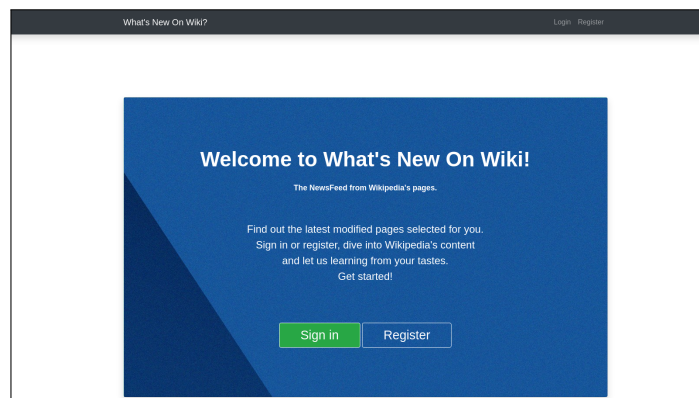 What's New On Wiki?
Login Register
Welcome to What's New On Wiki!
The NewsFeed from Wikipedia's pages.
Find out the latest modified pages selected for you.
Sign in or register, dive into Wikipedia's content
and let us learning from your tastes.
Get started!
Sign in Register